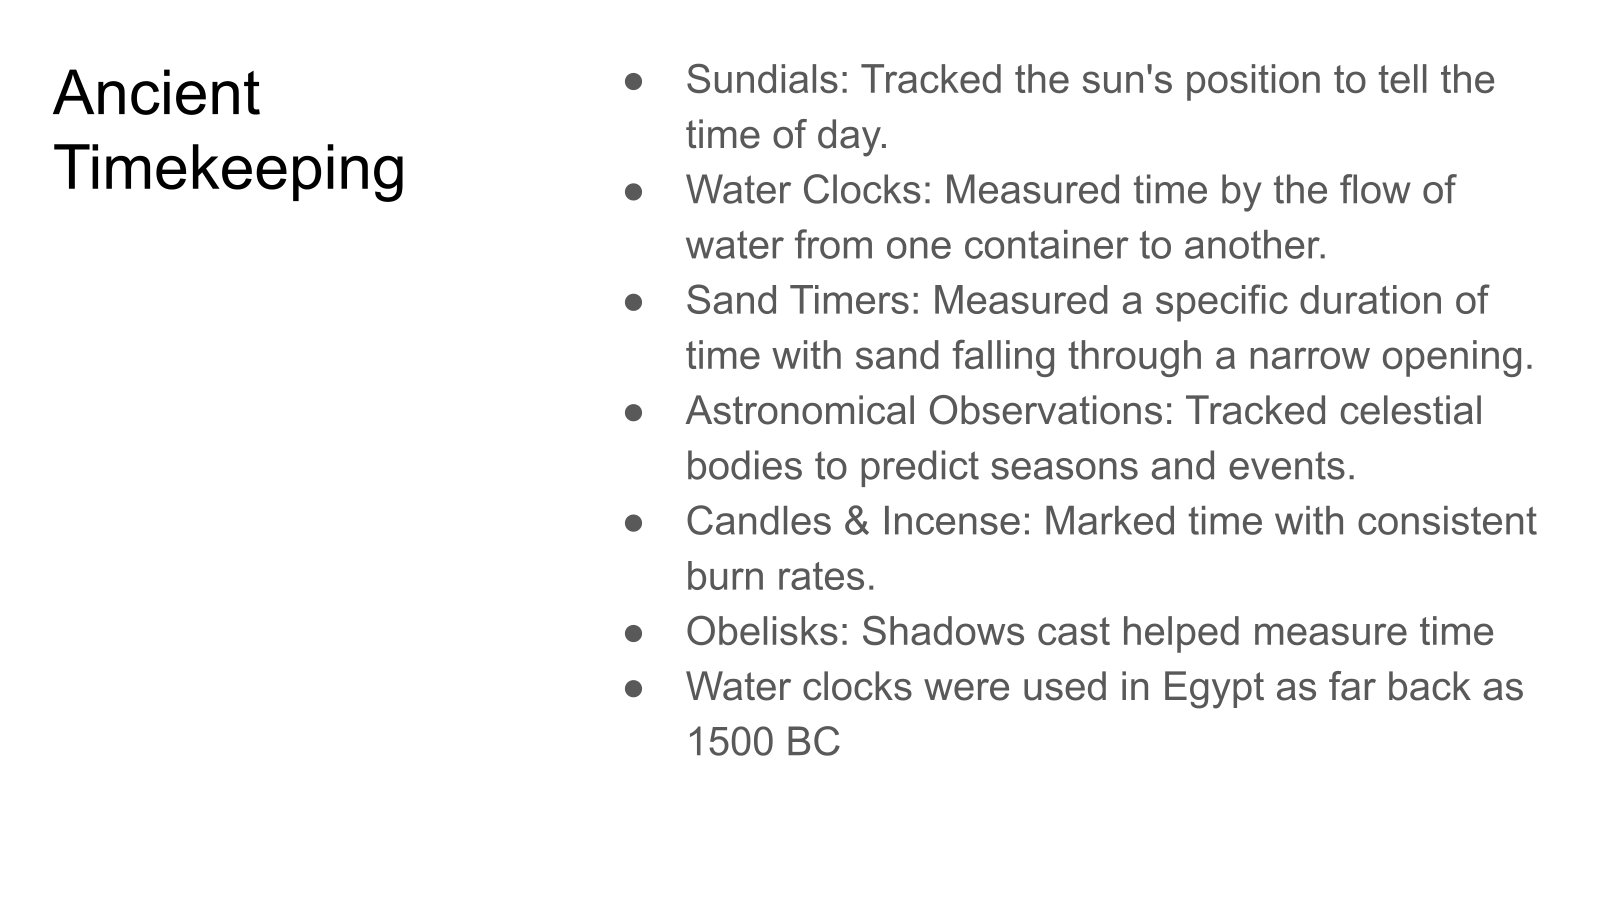 Ancient
Timekeeping
● Sundials: Tracked the sun's position to tell the
time of day.
● Water Clocks: Measured time by the flow of
water from one container to another.
● Sand Timers: Measured a specific duration of
time with sand falling through a narrow opening.
● Astronomical Observations: Tracked celestial
bodies to predict seasons and events.
● Candles & Incense: Marked time with consistent
burn rates.
● Obelisks: Shadows cast helped measure time
● Water clocks were used in Egypt as far back as
1500 BC